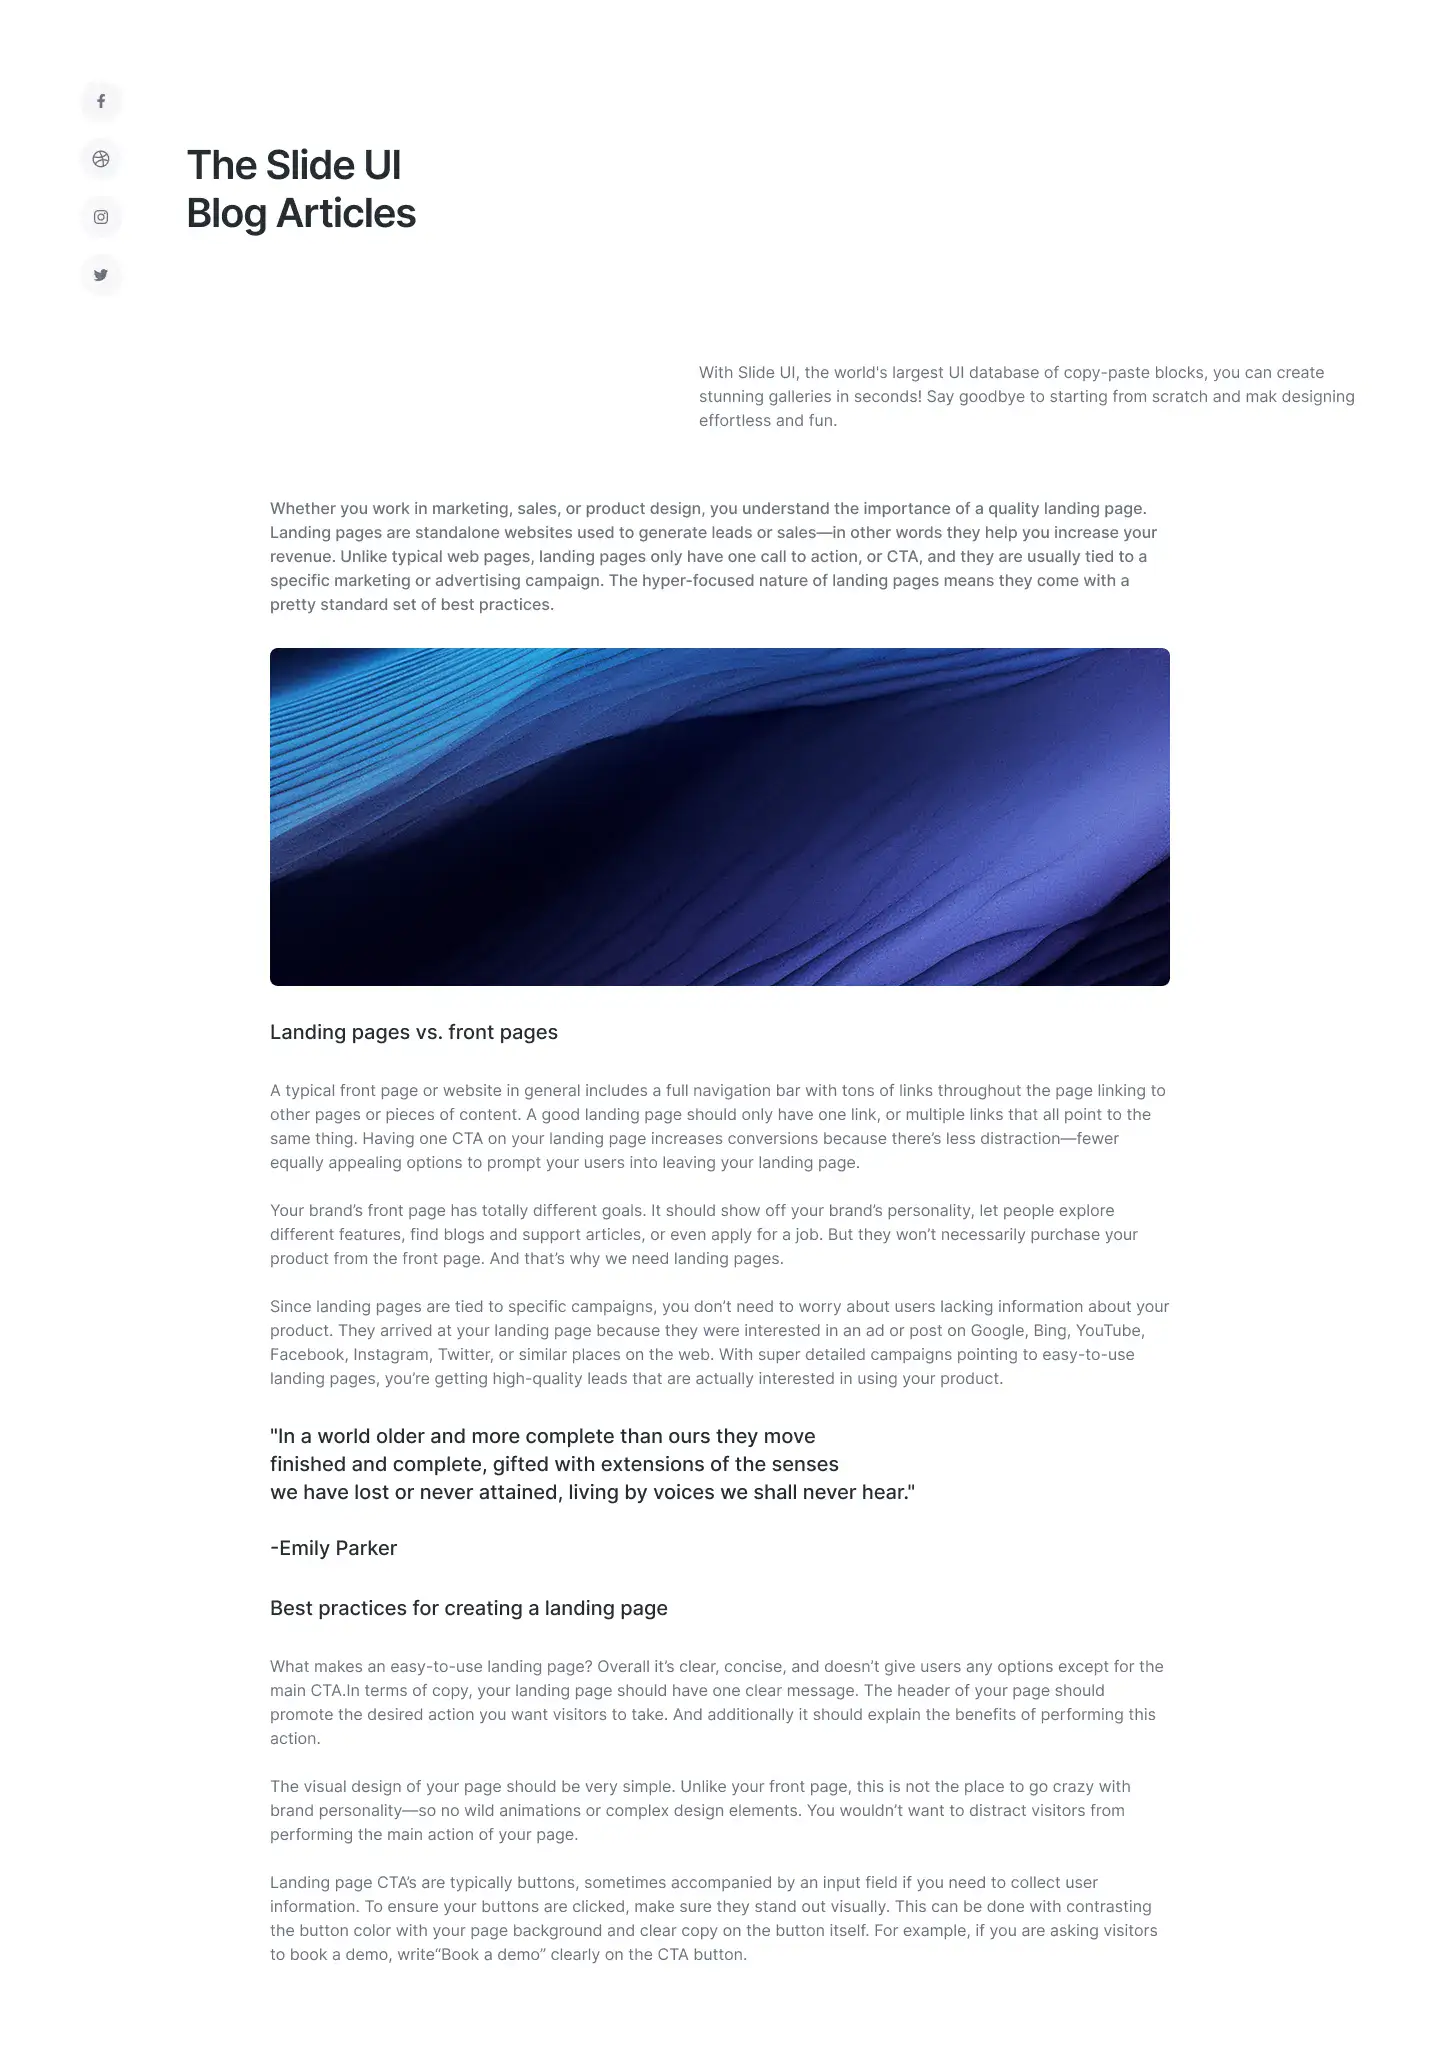 The Slide UI
Blog Articles
With Slide UI, the world's largest UI database of copy-paste blocks, you can create
stunning galleries in seconds! Say goodbye to starting from scratch and mak designing
effortless and fun.
Whether you work in marketing, sales, or product design, you understand the importance of a quality landing page.
Landing pages are standalone websites used to generate leads or sales—in other words they help you increase your
revenue. Unlike typical web pages, landing pages only have one call to action, or CTA, and they are usually tied to a
specific marketing or advertising campaign. The hyper-focused nature of landing pages means they come with a
pretty standard set of best practices.
Landing pages vs. front pages
A typical front page or website in general includes a full navigation bar with tons of links throughout the page linking to
other pages or pieces of content. A good landing page should only have one link, or multiple links that all point to the
same thing. Having one CTA on your landing page increases conversions because there’s less distraction—fewer
equally appealing options to prompt your users into leaving your landing page.
Your brand’s front page has totally different goals. It should show off your brand’s personality, let people explore
different features, find blogs and support articles, or even apply for a job. But they won’t necessarily purchase your
product from the front page. And that’s why we need landing pages.
Since landing pages are tied to specific campaigns, you don’t need to worry about users lacking information about your
product. They arrived at your landing page because they were interested in an ad or post on Google, Bing, YouTube,
Facebook, Instagram, Twitter, or similar places on the web. With super detailed campaigns pointing to easy-to-use
landing pages, you’re getting high-quality leads that are actually interested in using your product.
"In a world older and more complete than ours they move
finished and complete, gifted with extensions of the senses
we have lost or never attained, living by voices we shall never hear."
-Emily Parker
Best practices for creating a landing page
What makes an easy-to-use landing page? Overall it’s clear, concise, and doesn’t give users any options except for the
main CTA.In terms of copy, your landing page should have one clear message. The header of your page should
promote the desired action you want visitors to take. And additionally it should explain the benefits of performing this
action.
The visual design of your page should be very simple. Unlike your front page, this is not the place to go crazy with
brand personality—so no wild animations or complex design elements. You wouldn’t want to distract visitors from
performing the main action of your page.
Landing page CTA’s are typically buttons, sometimes accompanied by an input field if you need to collect user
information. To ensure your buttons are clicked, make sure they stand out visually. This can be done with contrasting
the button color with your page background and clear copy on the button itself. For example, if you are asking visitors
to book a demo, write“Book a demo” clearly on the CTA button.